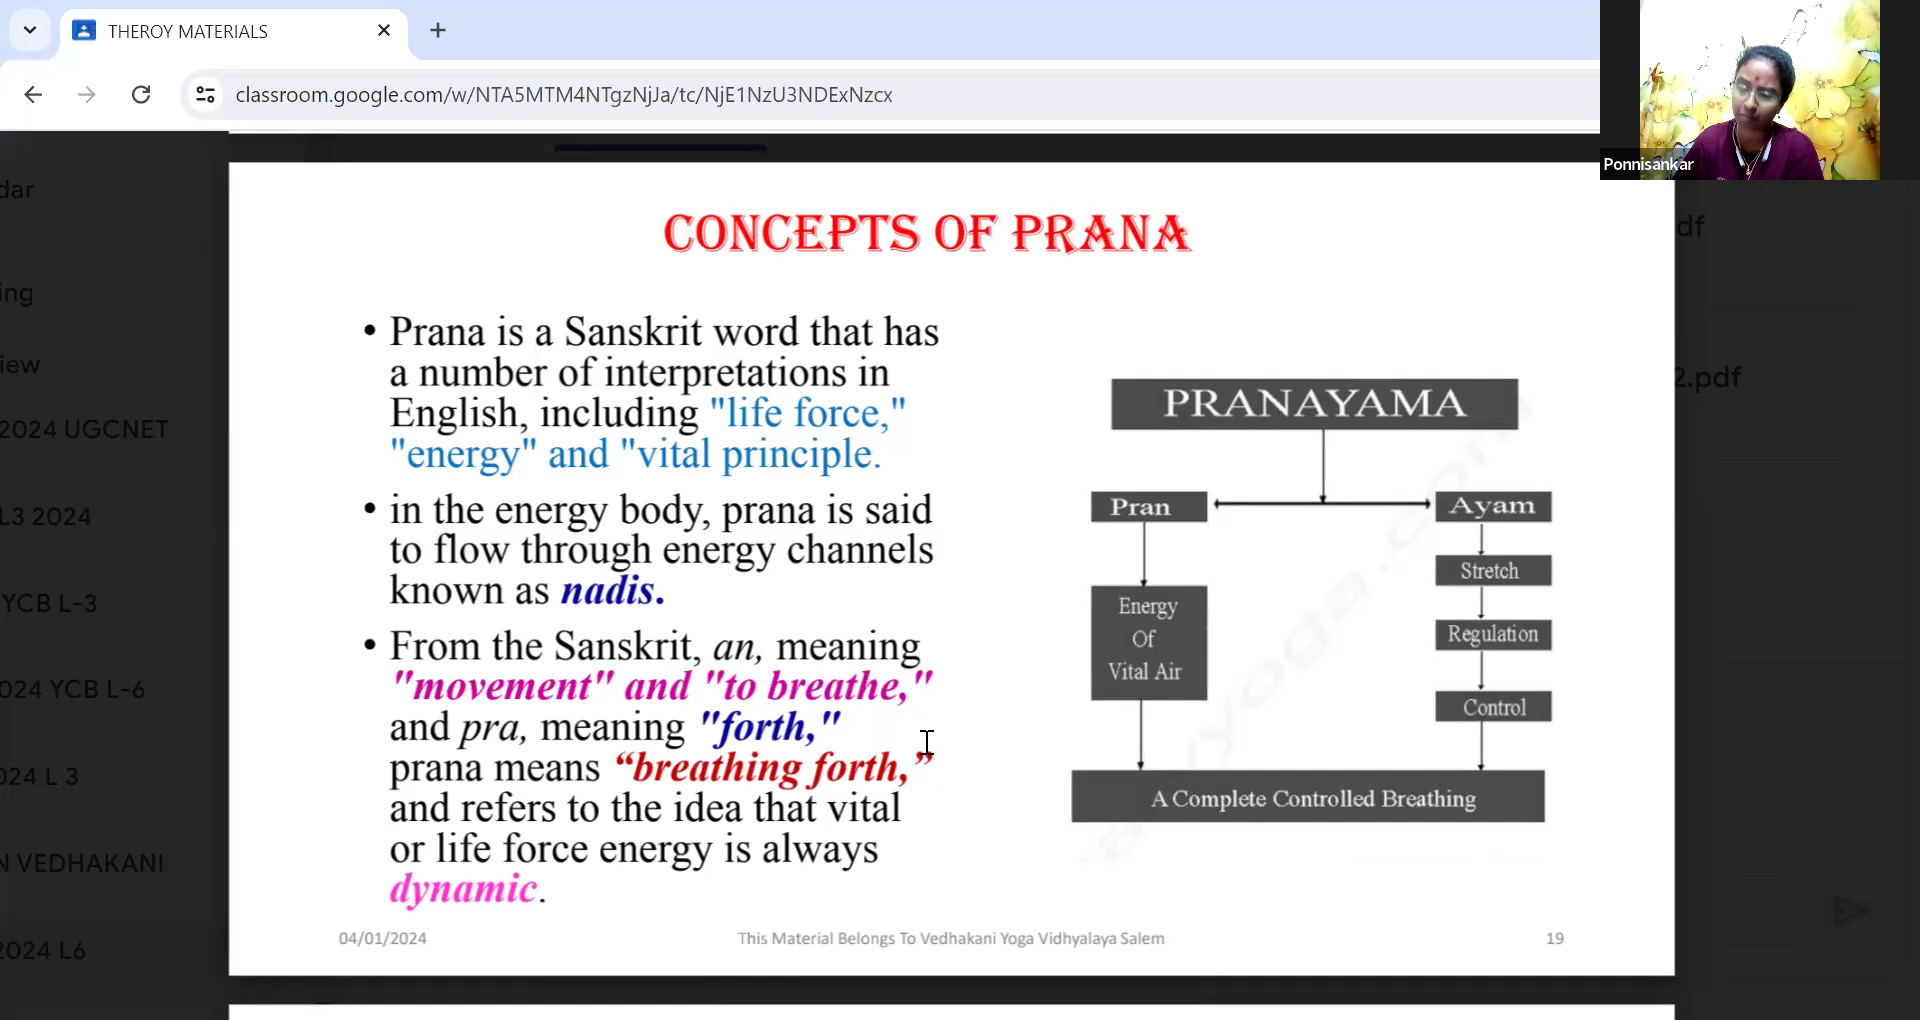 THEROY MATERIALS
classroom.google.com/w/NTA5MTM4NTgzNjJa/tc/NjE1NzU3NDExNzcx
Ponnisankar
dar
ing
iew
2024 UGCNET
L3 2024
YCB L-3
024 YCB L-6
024 L 3
N VEDHAKANI
2024 L6
df
2.pdf
CONCEPTS OF PRANA
• Prana is a Sanskrit word that has
a number of interpretations in
English, including "life force,"
"energy" and "vital principle.
• in the energy body, prana is said
to flow through energy channels
known as nadis.
• From the Sanskrit, an, meaning
"movement" and "to breathe,"
and pra, meaning "forth,"
prana means “breathing forth,”
and refers to the idea that vital
or life force energy is always
dynamic.
PRANAYAMA
Pran
Ayam
Energy
Of
Vital Air
Stretch
Regulation
Control
A Complete Controlled Breathing
04/01/2024
This Material Belongs To Vedhakani Yoga Vidhyalaya Salem
19